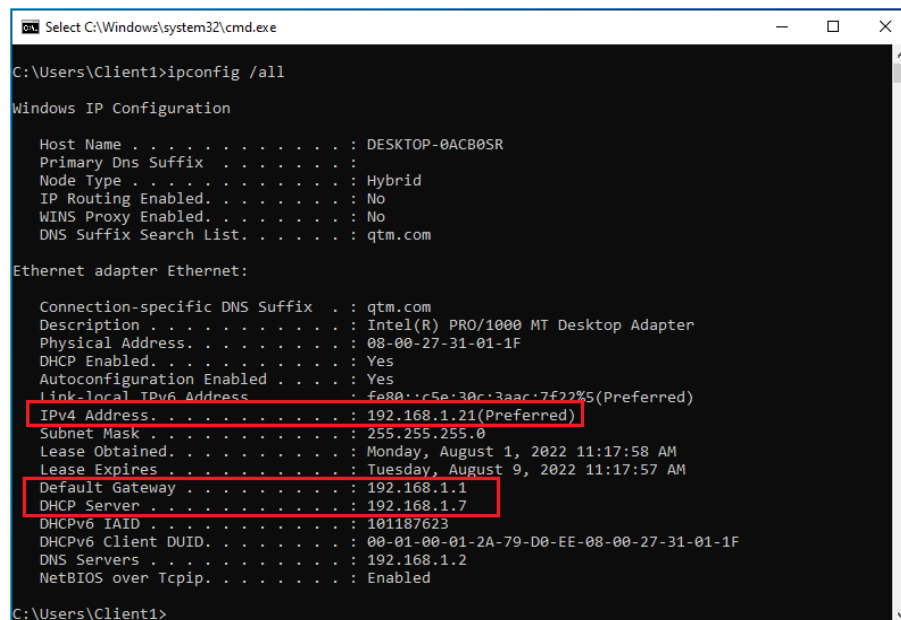 Select C:\Windows\system32\cmd.exe
C:\Users\Client1>ipconfig /all
Windows IP Configuration
Host Name . . . . . . . . . . . . : DESKTOP-0ACB0SR
Primary Dns Suffix  . . . . . . . :
Node Type . . . . . . . . . . . . : Hybrid
IP Routing Enabled. . . . . . . . : No
WINS Proxy Enabled. . . . . . . . : No
DNS Suffix Search List. . . . . . : qtm.com
Ethernet adapter Ethernet:
Connection-specific DNS Suffix  . : qtm.com
Description . . . . . . . . . . . : Intel(R) PRO/1000 MT Desktop Adapter
Physical Address. . . . . . . . . : 08-00-27-31-01-1F
DHCP Enabled. . . . . . . . . . . : Yes
Autoconfiguration Enabled . . . . : Yes
Link-local IPv6 Address . . . . . : fe80::c5e:30c:3aac:7f22%5(Preferred)
IPv4 Address. . . . . . . . . . . : 192.168.1.21(Preferred)
Subnet Mask . . . . . . . . . . . : 255.255.255.0
Lease Obtained. . . . . . . . . . : Monday, August 1, 2022 11:17:58 AM
Lease Expires . . . . . . . . . . : Tuesday, August 9, 2022 11:17:57 AM
Default Gateway . . . . . . . . . : 192.168.1.1
DHCP Server . . . . . . . . . . . : 192.168.1.7
DHCPv6 IAID . . . . . . . . . . . : 101187623
DHCPv6 Client DUID. . . . . . . . : 00-01-00-01-2A-79-D0-EE-08-00-27-31-01-1F
DNS Servers . . . . . . . . . . . : 192.168.1.2
NetBIOS over Tcpip. . . . . . . . : Enabled
C:\Users\Client1>